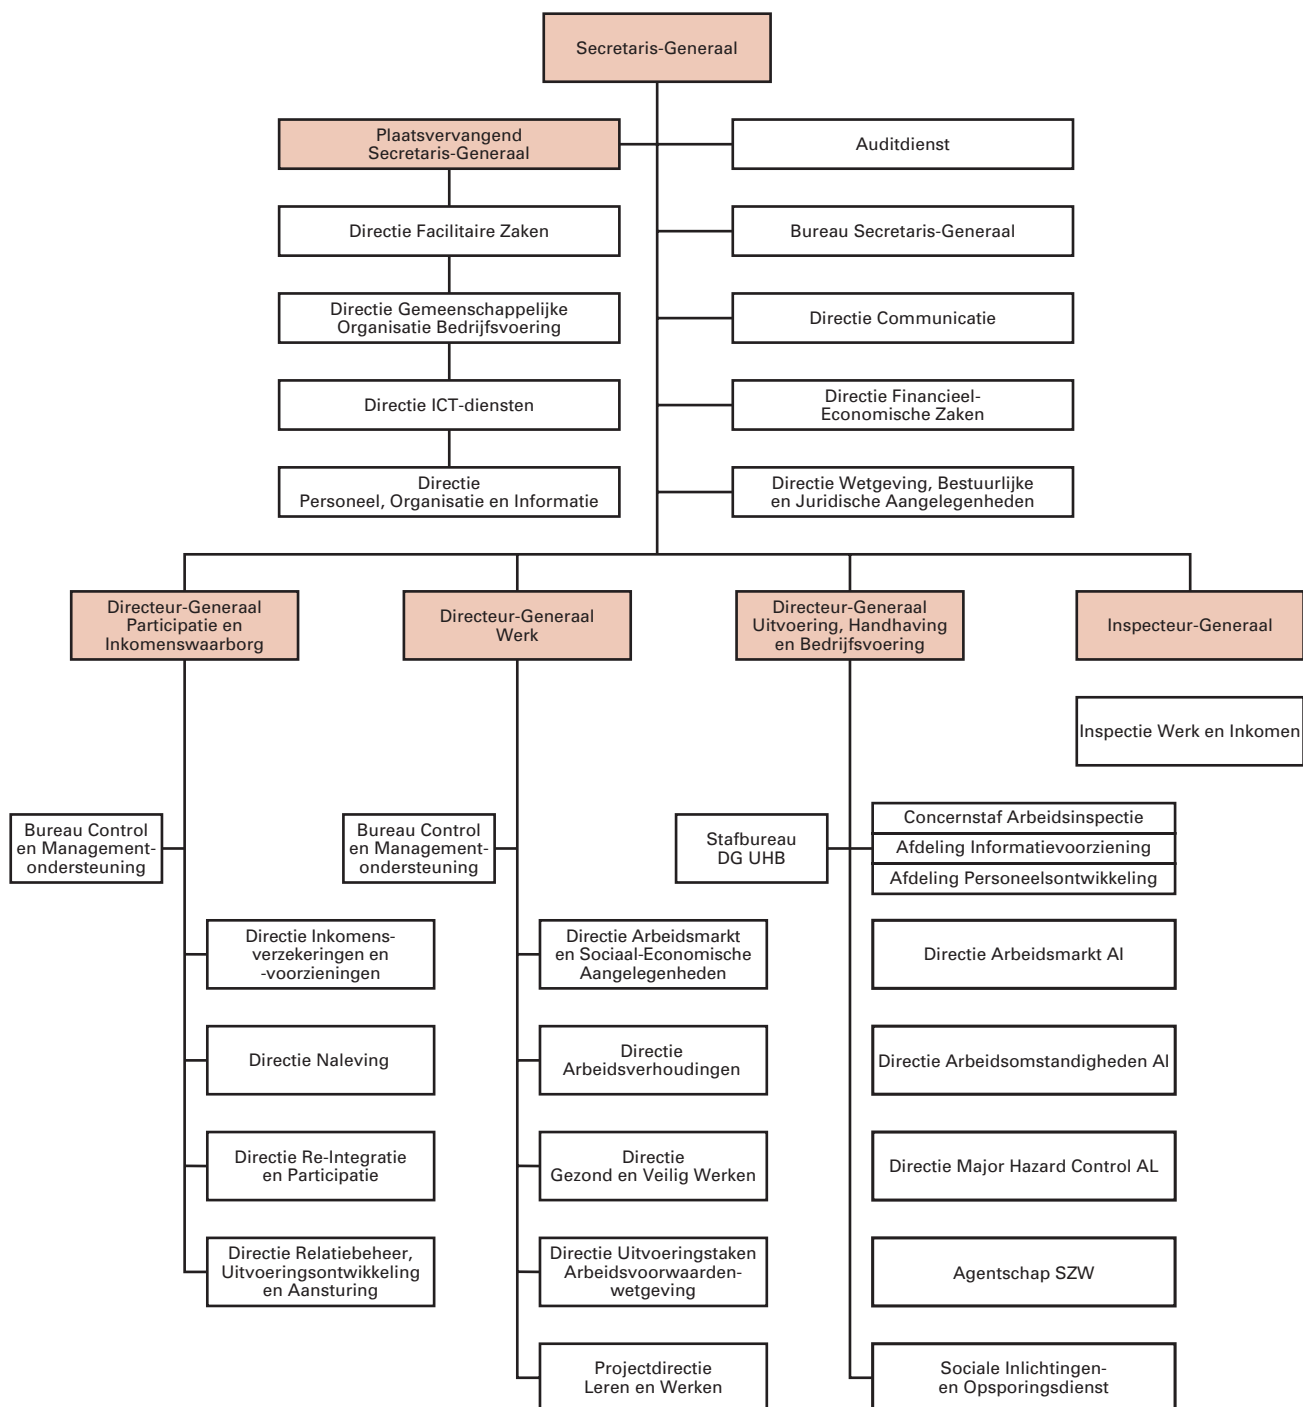 Secretaris-Generaal
Plaatsvervangend
Secretaris-Generaal
Auditdienst
Directie Facilitaire Zaken
Bureau Secretaris-Generaal
Directie Gemeenschappelijke
Organisatie Bedrijfsvoering
Directie Communicatie
Directie ICT-diensten
Directie Financieel-
Economische Zaken
Directie
Personeel, Organisatie en Informatie
Directie Wetgeving, Bestuurlijke
en Juridische Aangelegenheden
Directeur-Generaal
Participatie en
Inkomenswaarborg
Directeur-Generaal
Werk
Directeur-Generaal
Uitvoering, Handhaving
en Bedrijfsvoering
Inspecteur-Generaal
Inspectie Werk en Inkomen
Bureau Control
en Management-
ondersteuning
Bureau Control
en Management-
ondersteuning
Stafbureau
DG UHB
Concernstaf Arbeidsinspectie
Afdeling Informatievoorziening
Afdeling Personeelsontwikkeling
Directie Inkomens-
verzekeringen en
-voorzieningen
Directie Arbeidsmarkt
en Sociaal-Economische
Aangelegenheden
Directie Arbeidsmarkt AI
Directie Naleving
Directie
Arbeidsverhoudingen
Directie Arbeidsomstandigheden AI
Directie Re-Integratie
en Participatie
Directie
Gezond en Veilig Werken
Directie Major Hazard Control AL
Directie Relatiebeheer,
Uitvoeringsontwikkeling
en Aansturing
Directie Uitvoeringstaken
Arbeidsvoorwaarden-
wetgeving
Agentschap SZW
Projectdirectie
Leren en Werken
Sociale Inlichtingen-
en Opsporingsdienst